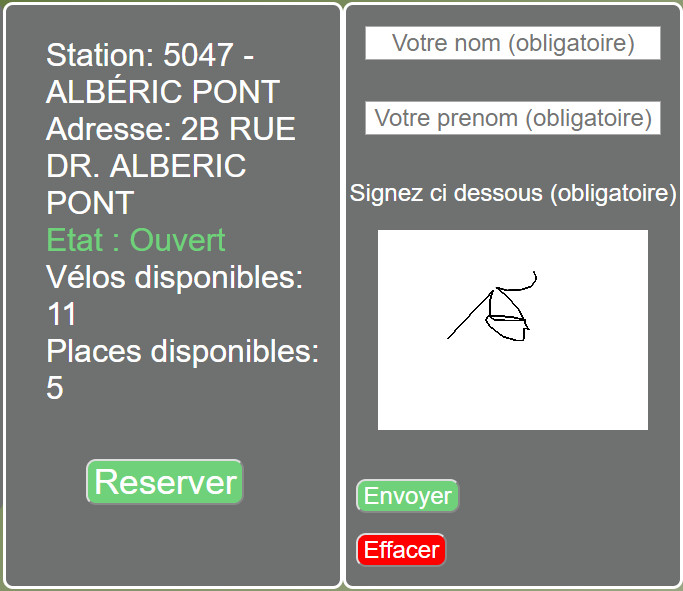 Station: 5047 -
ALBÉRIC PONT
Adresse: 2B RUE
DR. ALBERIC
PONT
Etat : Ouvert
Vélos disponibles:
11
Places disponibles:
5
Reserver
Votre nom (obligatoire)
Votre prenom (obligatoire)
Signez ci dessous (obligatoire)
Envoyer
Effacer